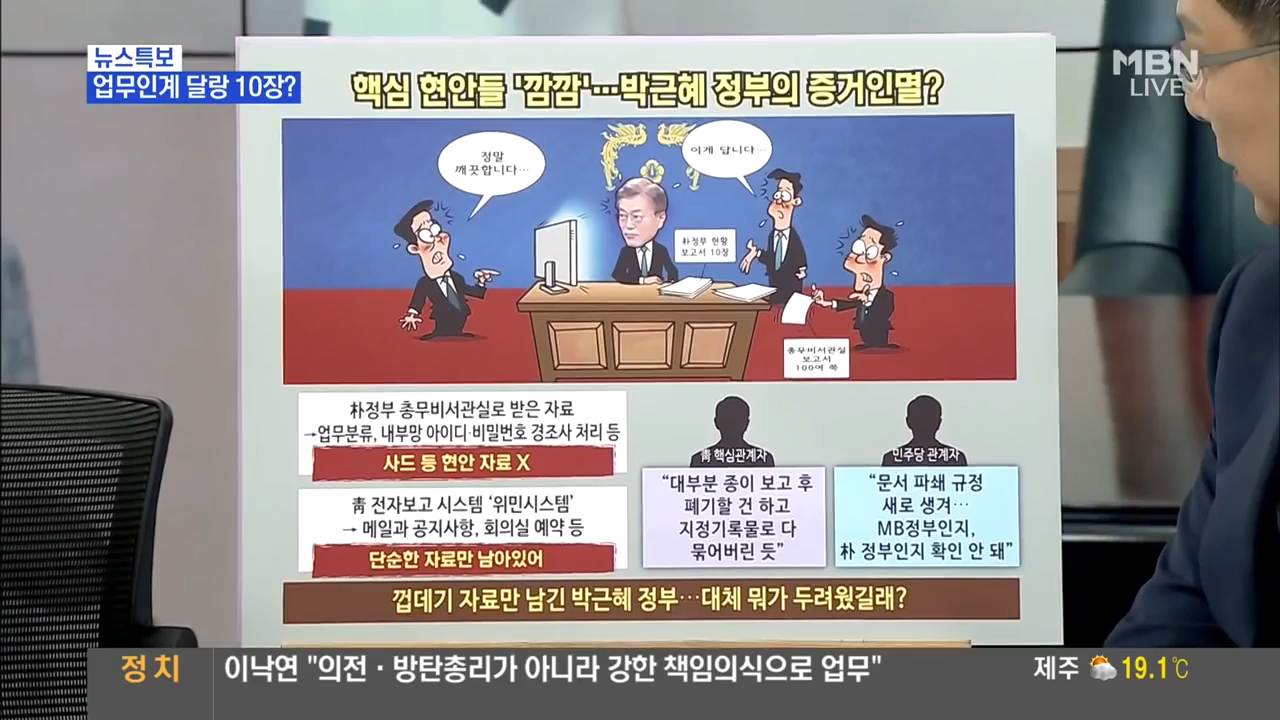 뉴스특보
업무인계 달랑 10장?
MBN
LIVE
핵심 현안들 '깜깜'…박근혜 정부의 증거인멸?
정말
깨끗합니다…
이게 답니다…
朴정부 현황
보고서 10장
총무비서관실
보고서
100여 쪽
朴정부 총무비서관실로 받은 자료
→업무분류, 내부망 아이디·비밀번호 경조사 처리 등
사드 등 현안 자료 X
靑 전자보고 시스템 ‘위민시스템’
→ 메일과 공지사항, 회의실 예약 등
단순한 자료만 남아있어
靑 핵심관계자
“대부분 종이 보고 후
폐기할 건 하고
지정기록물로 다
묶어버린 듯”
민주당 관계자
“문서 파쇄 규정
새로 생겨…
MB정부인지,
朴 정부인지 확인 안 돼”
껍데기 자료만 남긴 박근혜 정부…대체 뭐가 두려웠길래?
정치
이낙연 "의전·방탄총리가 아니라 강한 책임의식으로 업무"
제주 19.1℃